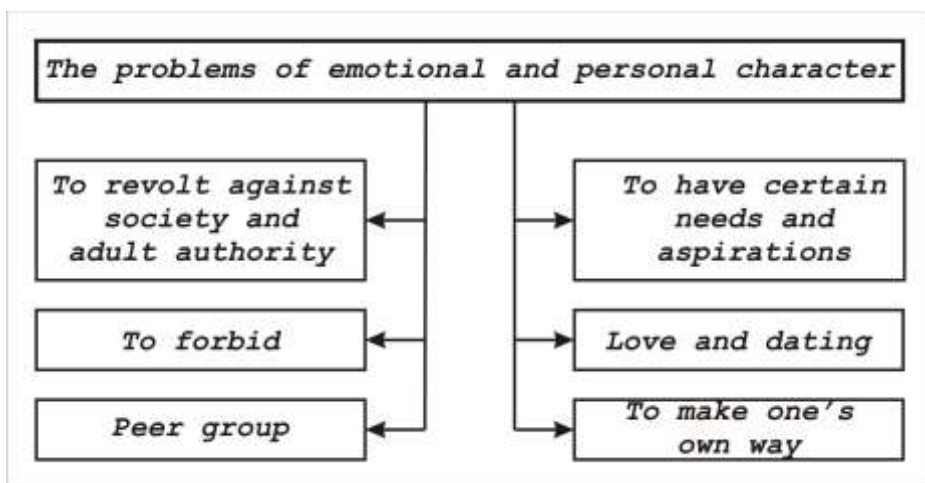 The problems of emotional and personal character
To revolt against
society and
adult authority
To have certain
needs and
aspirations
To forbid
Love and dating
Peer group
To make one's
own way